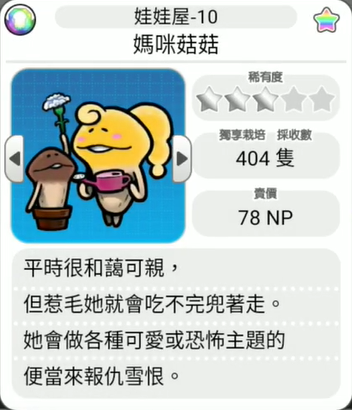 娃娃屋-10
媽咪菇菇
稀有度
獨享栽培 採收數
404 隻
賣價
78 NP
平時很和藹可親，
但惹毛她就會吃不完兜著走。
她會做各種可愛或恐怖主題的
便當來報仇雪恨。